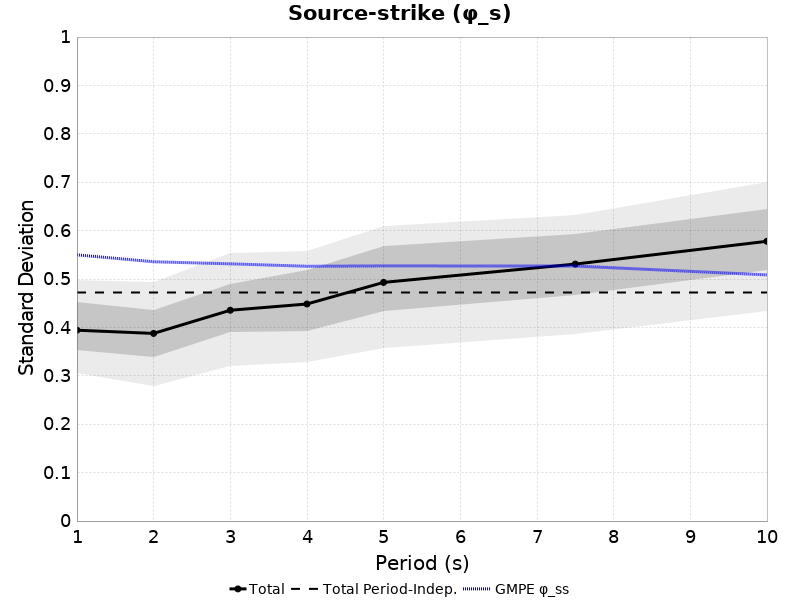 Source-strike (φ_s)
Standard Deviation
1
0.9
0.8
0.7
0.6
0.5
0.4
0.3
0.2
0.1
0
1 2 3 4 5 6 7 8 9 10
Period (s)
Total Total Period-Indep. GMPE φ_ss